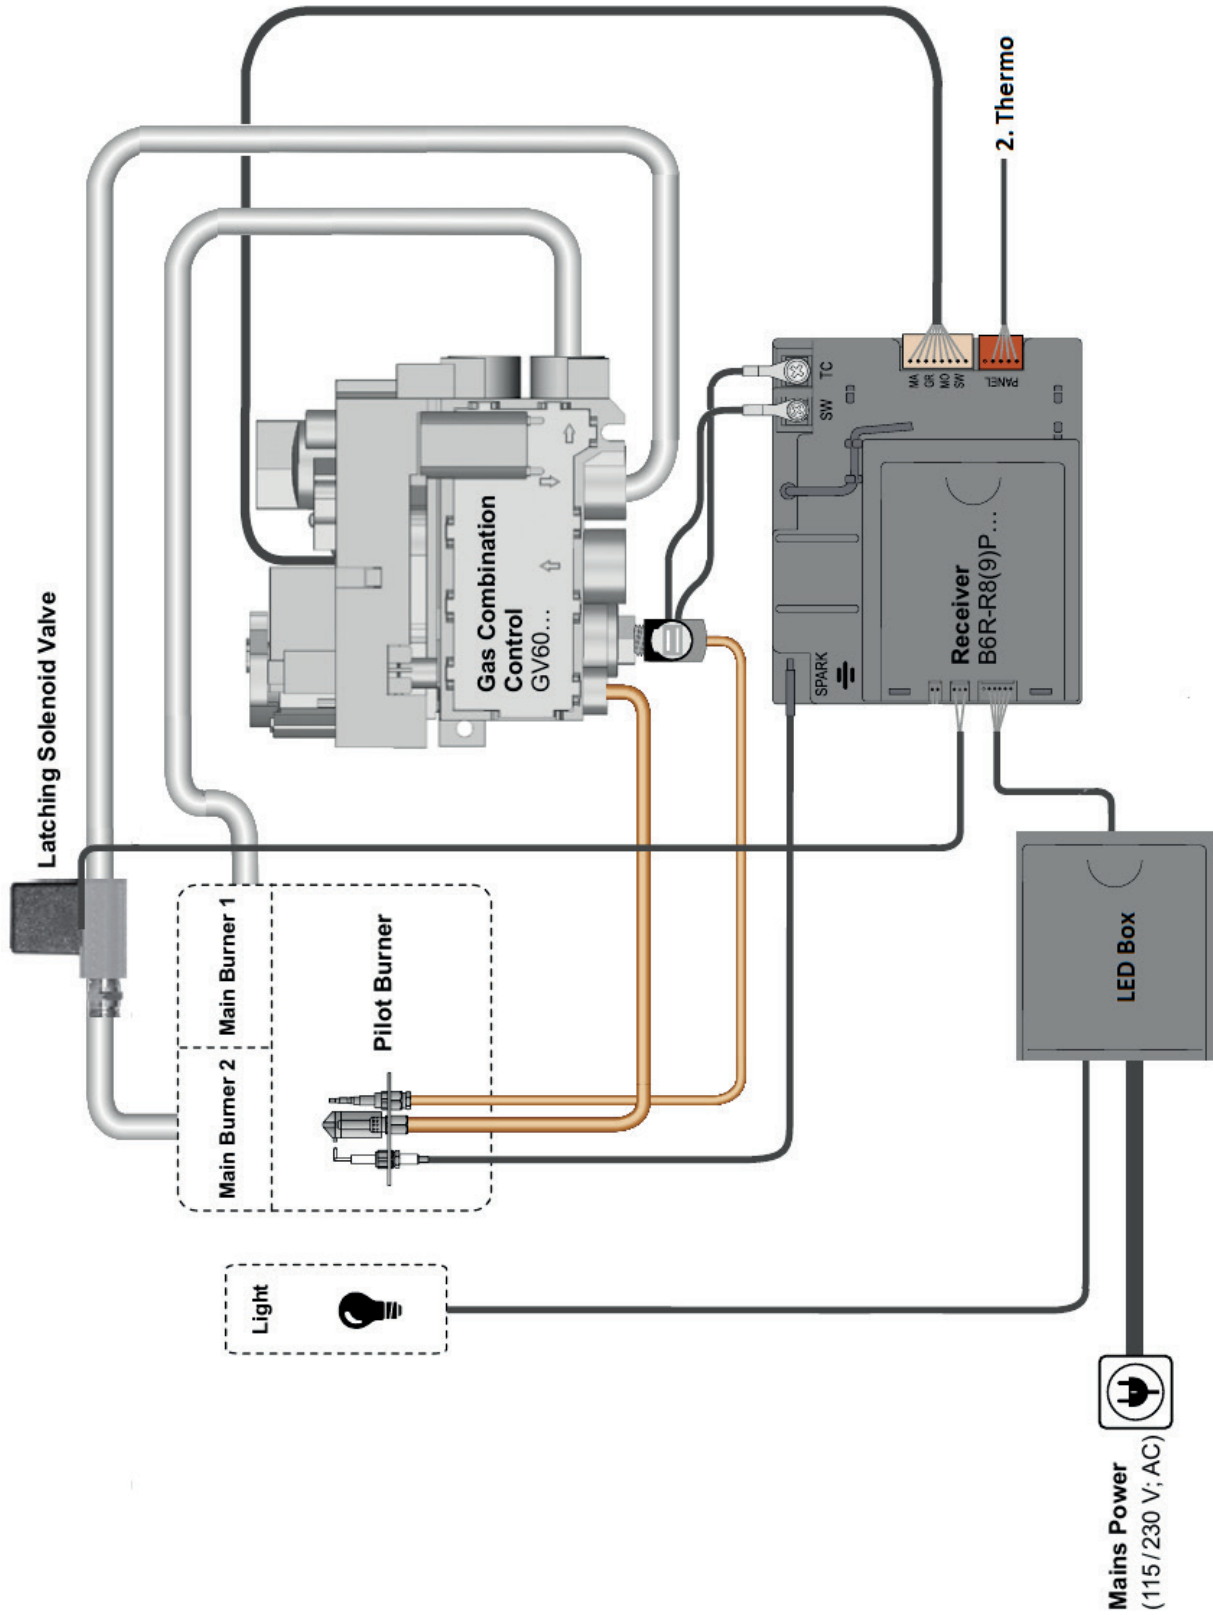 Latching Solenoid Valve
Main Burner 2
Main Burner 1
Pilot Burner
Light
Gas Combination
Control
GV60...
2. Thermo
TC
SW
MA
GR
MO
SW
PANEL
SPARK
Receiver
B6R-R8(9)P...
LED Box
Mains Power
(115/230 V; AC)